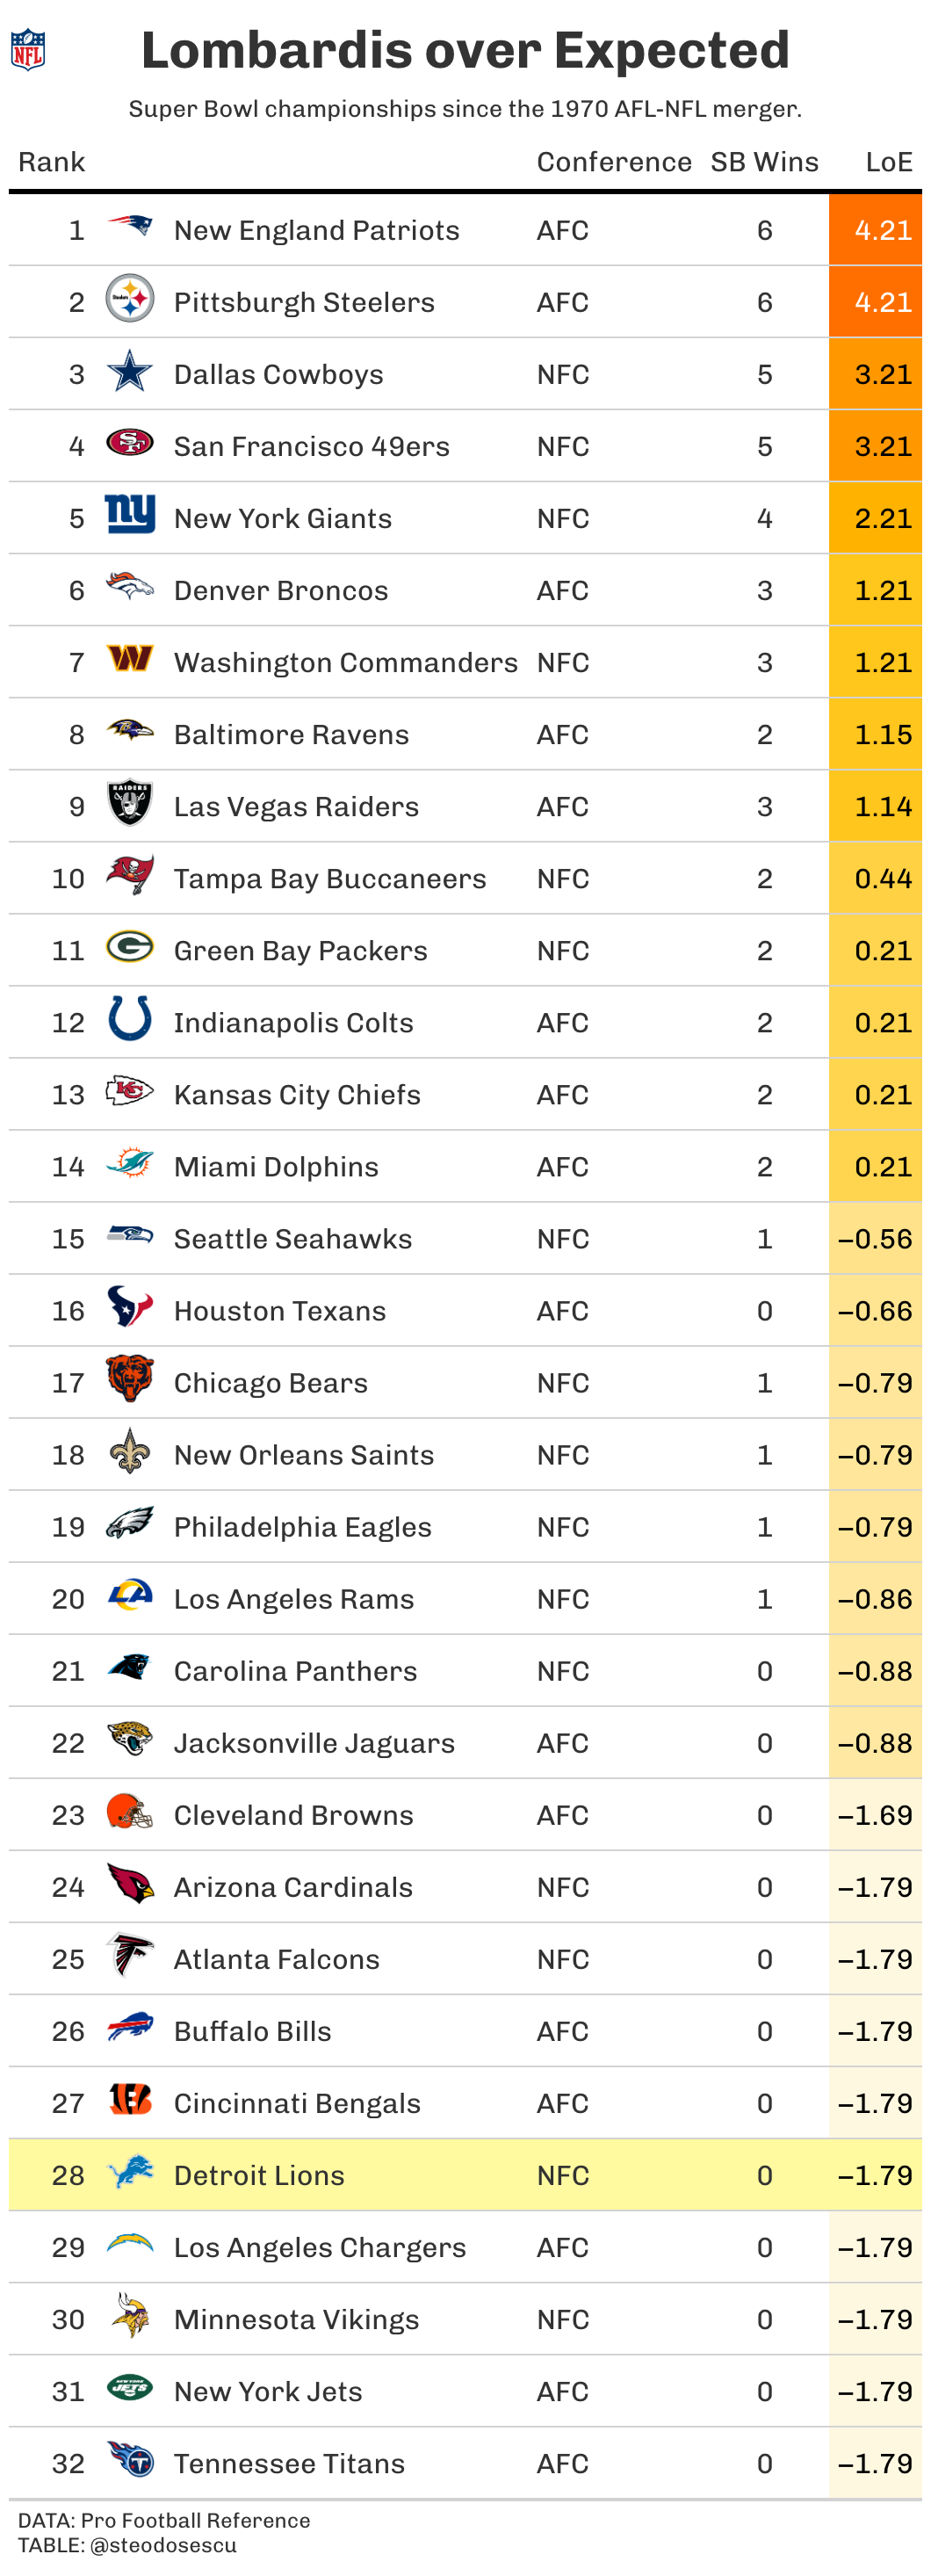 NFL
Lombardis over Expected
Super Bowl championships since the 1970 AFL-NFL merger.
Rank Conference SB Wins LoE
1 New England Patriots AFC 6 4.21
2 Steelers Pittsburgh Steelers AFC 6 4.21
3 Dallas Cowboys NFC 5 3.21
4 SF San Francisco 49ers NFC 5 3.21
5 ny New York Giants NFC 4 2.21
6 Denver Broncos AFC 3 1.21
7 W Washington Commanders NFC 3 1.21
8 Baltimore Ravens AFC 2 1.15
9 RAIDERS Las Vegas Raiders AFC 3 1.14
10 Tampa Bay Buccaneers NFC 2 0.44
11 G Green Bay Packers NFC 2 0.21
12 Indianapolis Colts AFC 2 0.21
13 KC Kansas City Chiefs AFC 2 0.21
14 Miami Dolphins AFC 2 0.21
15 Seattle Seahawks NFC 1 −0.56
16 Houston Texans AFC 0 −0.66
17 Chicago Bears NFC 1 −0.79
18 New Orleans Saints NFC 1 −0.79
19 Philadelphia Eagles NFC 1 −0.79
20 LA Los Angeles Rams NFC 1 −0.86
21 Carolina Panthers NFC 0 −0.88
22 Jacksonville Jaguars AFC 0 −0.88
23 Cleveland Browns AFC 0 −1.69
24 Arizona Cardinals NFC 0 −1.79
25 Atlanta Falcons NFC 0 −1.79
26 Buffalo Bills AFC 0 −1.79
27 B Cincinnati Bengals AFC 0 −1.79
28 Detroit Lions NFC 0 −1.79
29 Los Angeles Chargers AFC 0 −1.79
30 Minnesota Vikings NFC 0 −1.79
31 NEW YORK JETS New York Jets AFC 0 −1.79
32 T Tennessee Titans AFC 0 −1.79
DATA: Pro Football Reference
TABLE: @steodosescu